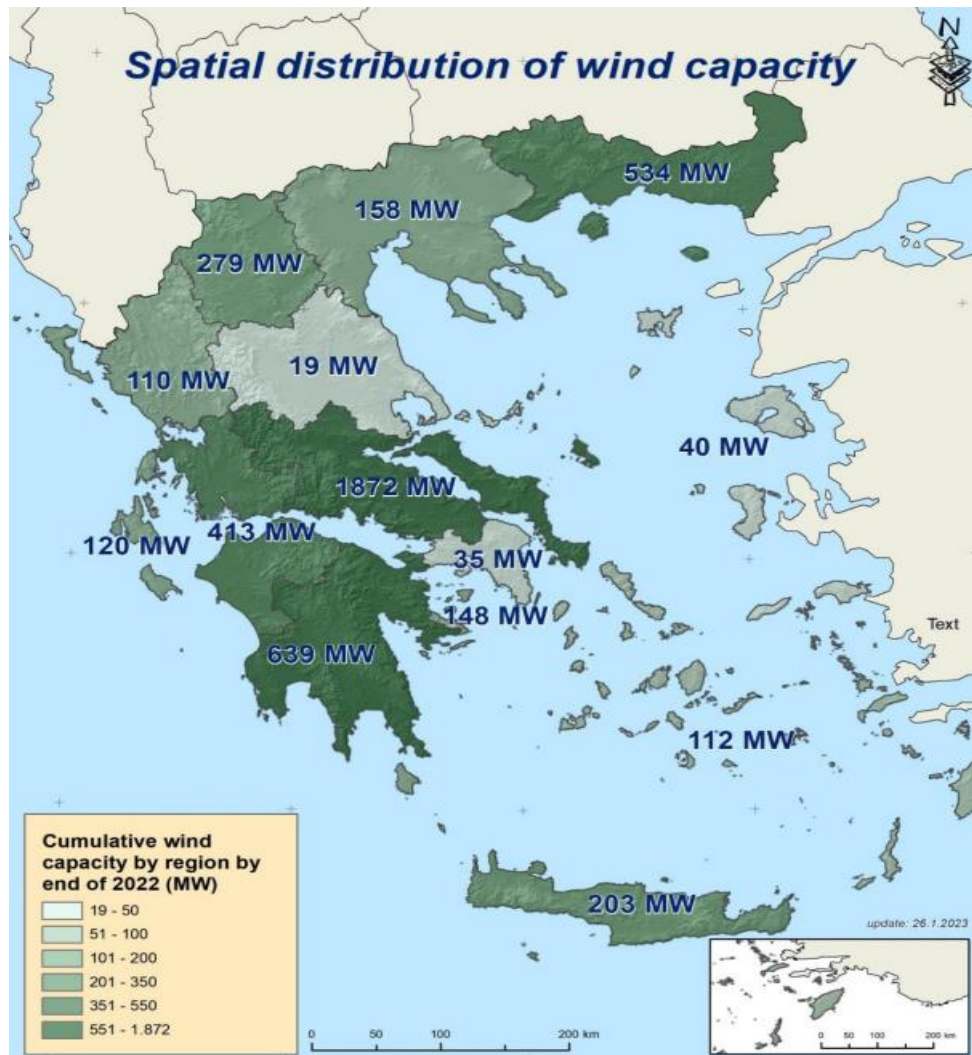 N
Spatial distribution of wind capacity
534 MW
158 MW
279 MW
19 MW
110 MW
40 MW
1872 MW
413 MW
120 MW
35 MW
148 MW
Text
639 MW
112 MW
203 MW
update: 26.1.2023
Cumulative wind
capacity by region by
end of 2022 (MW)
19 - 50
51 - 100
101 - 200
201 - 350
351 - 550
551 - 1.872
0 50 100 200 km
0 50 100 200 km